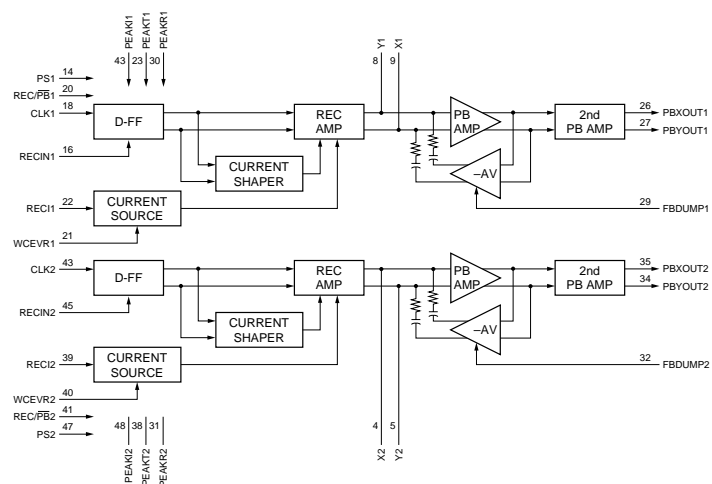 PEAKI1
PEAKT1
PEAKR1
43 23 30
Y1
X1
8 9
PS1 14
REC/PB1 20
CLK1 18
D-FF
REC
AMP
PB
AMP
2nd
PB AMP
26 PBXOUT1
27 PBYOUT1
RECIN1 16
CURRENT
SHAPER
–AV
RECI1 22
CURRENT
SOURCE
29
FBDUMP1
21
WCEVR1
CLK2 43
D-FF
REC
AMP
PB
AMP
2nd
PB AMP
35 PBXOUT2
34 PBYOUT2
RECIN2 45
CURRENT
SHAPER
–AV
RECI2 39
CURRENT
SOURCE
32
FBDUMP2
40
WCEVR2
REC/PB2 41
PS2 47
48 38 31
PEAKI2
PEAKT2
PEAKR2
4 5
X2
Y2